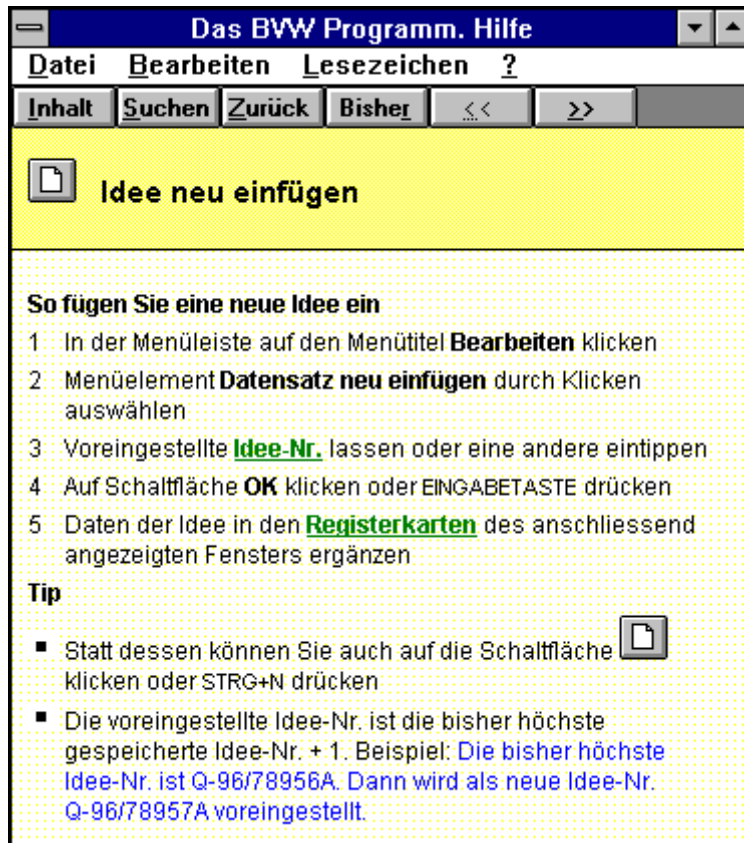 Das BVW Programm. Hilfe
Datei Bearbeiten Lesezeichen ?
Inhalt Suchen Zurück Bisher << >>
Idee neu einfügen
So fügen Sie eine neue Idee ein
1 In der Menüleiste auf den Menütitel Bearbeiten klicken
2 Menüelement Datensatz neu einfügen durch Klicken
auswählen
3 Voreingestellte Idee-Nr. lassen oder eine andere eintippen
4 Auf Schaltfläche OK klicken oder EINGABETASTE drücken
5 Daten der Idee in den Registerkarten des anschliessend
angezeigten Fensters ergänzen
Tip
▪ Statt dessen können Sie auch auf die Schaltfläche
klicken oder STRG+N drücken
▪ Die voreingestellte Idee-Nr. ist die bisher höchste
gespeicherte Idee-Nr. + 1. Beispiel: Die bisher höchste
Idee-Nr. ist Q-96/78956A. Dann wird als neue Idee-Nr.
Q-96/78957A voreingestellt.